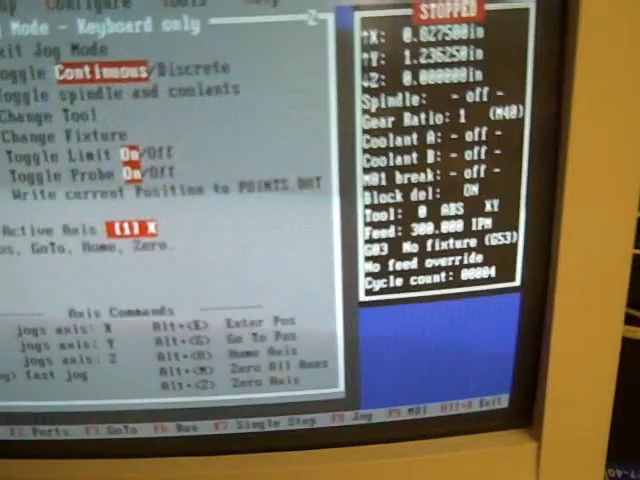 Configure Tools Help
Mode - Keyboard only
Exit Jog Mode
Toggle Continuous/Discrete
Toggle spindle and coolants
Change Tool
Change Fixture
Toggle Limit On/Off
Toggle Probe On/Off
Write current Position to POINTS.DAT
Active Axis [1] X
GoTo, Home, Zero.
Axis Commands
jogs axis: X Alt+<E> Enter Pos
jogs axis: Y Alt+<G> Go To Pos
jogs axis: Z Alt+<H> Home Axis
fast jog Alt+<M> Zero All Axes
Alt+<Z> Zero Axis
F2 Ports F3 GoTo F6 Run F7 Single Step F8 Jog F9 MDI Alt+X Exit
STOPPED
↑X: 0.827500in
↑Y: 1.236250in
↓Z: 0.000000in
Spindle: - off -
Gear Ratio: 1 (M40)
Coolant A: - off -
Coolant B: - off -
M01 break: - off -
Block del: ON
Tool: 0 ABS XY
Feed: 300.000 IPM
G03 No fixture (G53)
No feed override
Cycle count: 00004